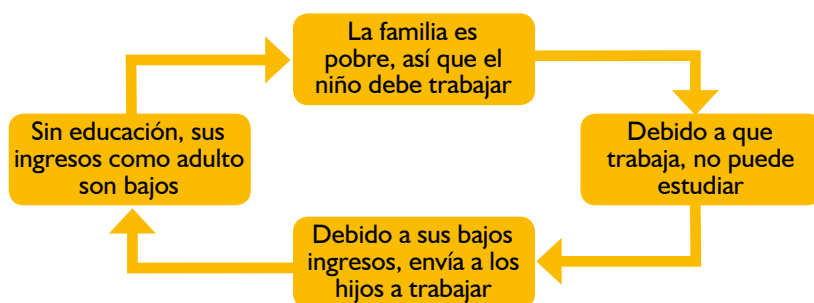 La familia es
pobre, así que el
niño debe trabajar
Debido a que
trabaja, no puede
estudiar
Debido a sus bajos
ingresos, envía a los
hijos a trabajar
Sin educación, sus
ingresos como adulto
son bajos